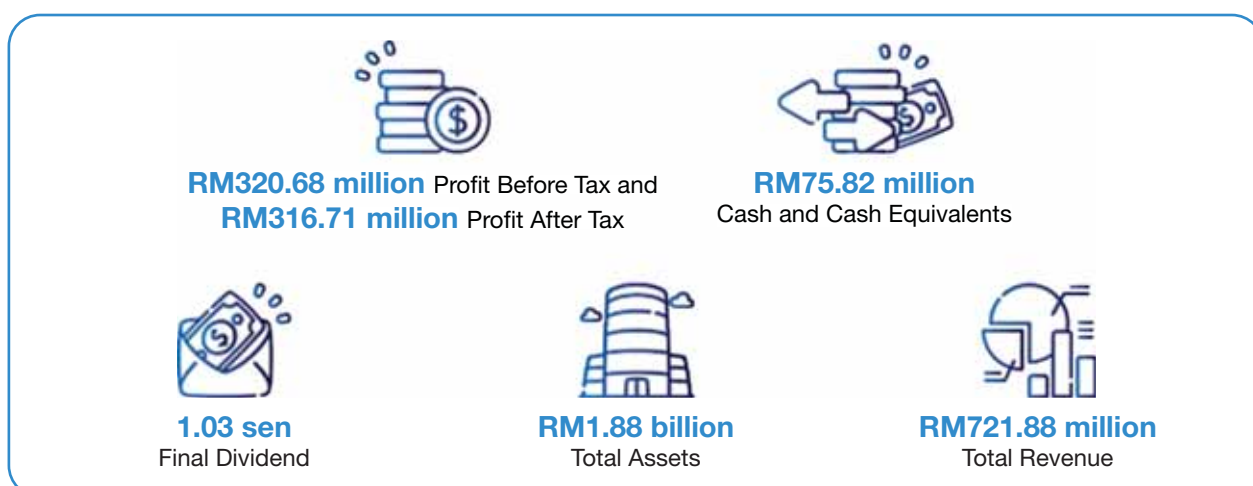 RM320.68 million Profit Before Tax and
RM316.71 million Profit After Tax
RM75.82 million
Cash and Cash Equivalents
1.03 sen
Final Dividend
RM1.88 billion
Total Assets
RM721.88 million
Total Revenue